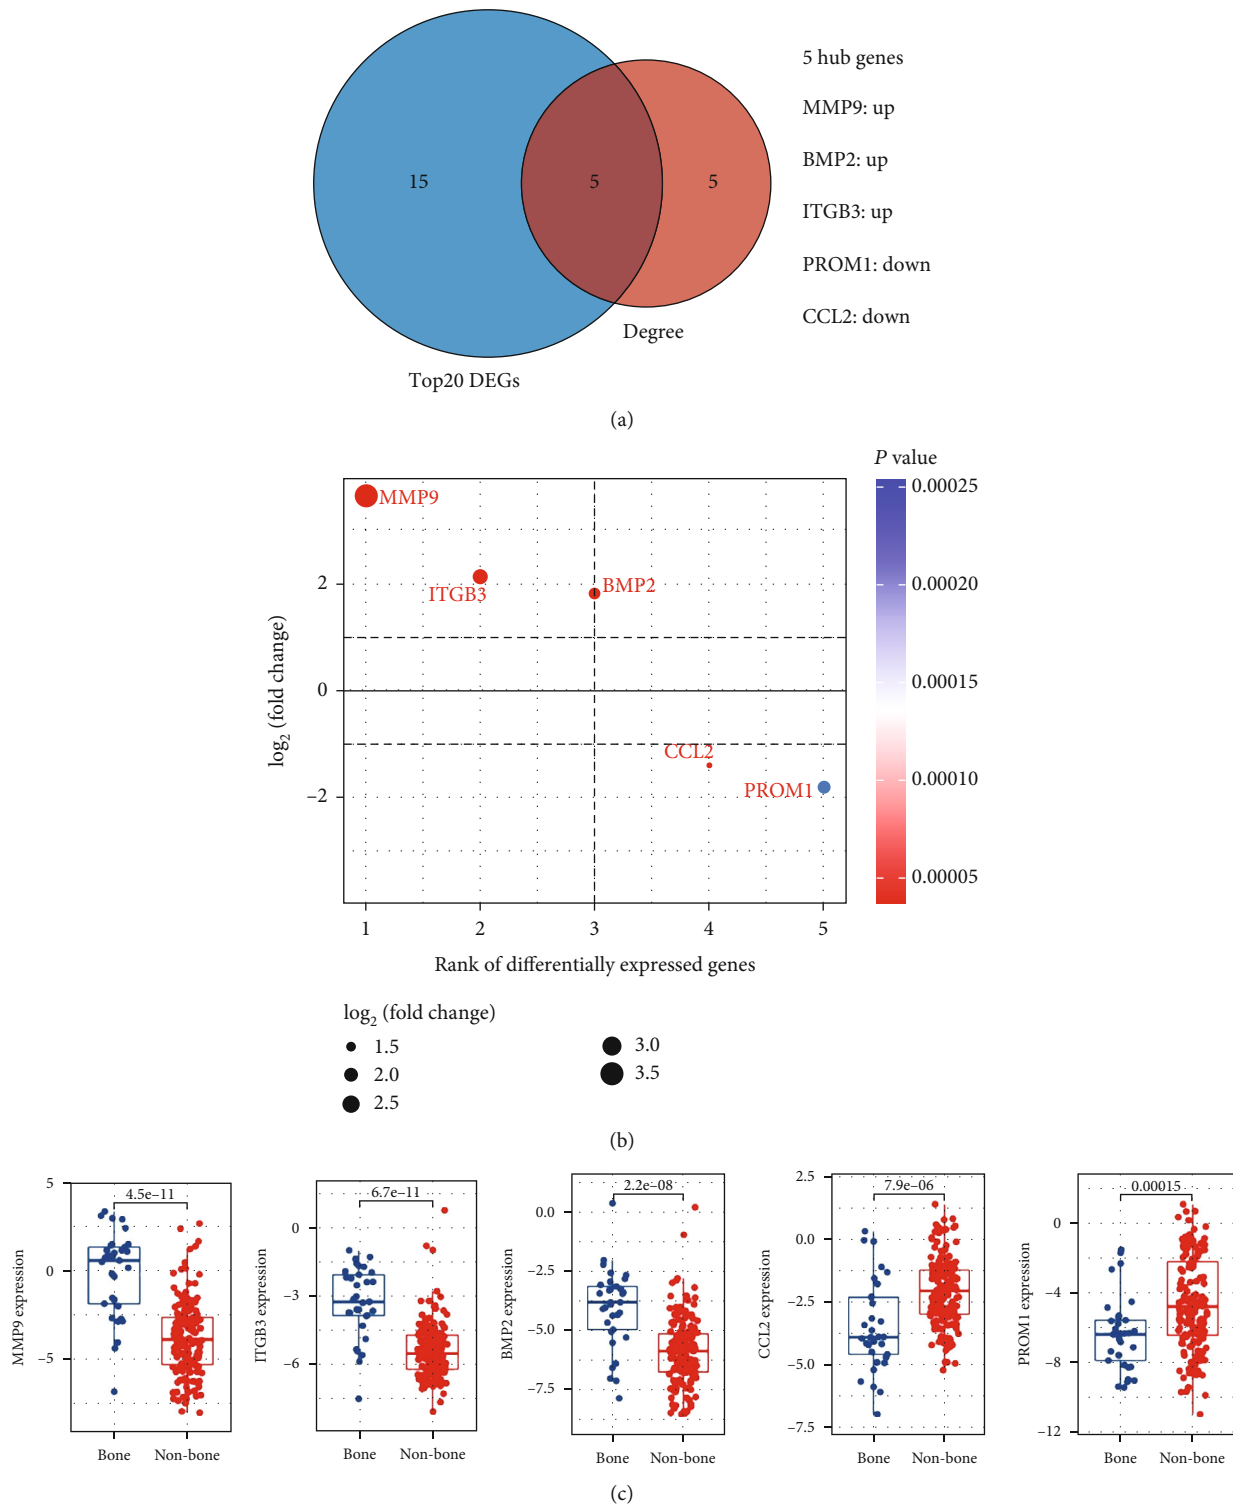 15
5
5
5 hub genes
MMP9: up
BMP2: up
ITGB3: up
PROM1: down
CCL2: down
Degree
Top20 DEGs
(a)
P value
0.00025
0.00020
0.00015
0.00010
0.00005
log2 (fold change)
2
0
−2
MMP9
ITGB3
BMP2
CCL2
PROM1
1 2 3 4 5
Rank of differentially expressed genes
log2 (fold change)
1.5
2.0
2.5
3.0
3.5
(b)
MMP9 expression
5
0
−5
4.5e−11
Bone Non-bone
ITGB3 expression
0
−3
−6
6.7e−11
Bone Non-bone
BMP2 expression
0.0
−2.5
−5.0
−7.5
2.2e−08
Bone Non-bone
CCL2 expression
2.5
0.0
−2.5
−5.0
−7.5
7.9e−06
Bone Non-bone
PROM1 expression
0
−4
−8
−12
0.00015
Bone Non-bone
(c)